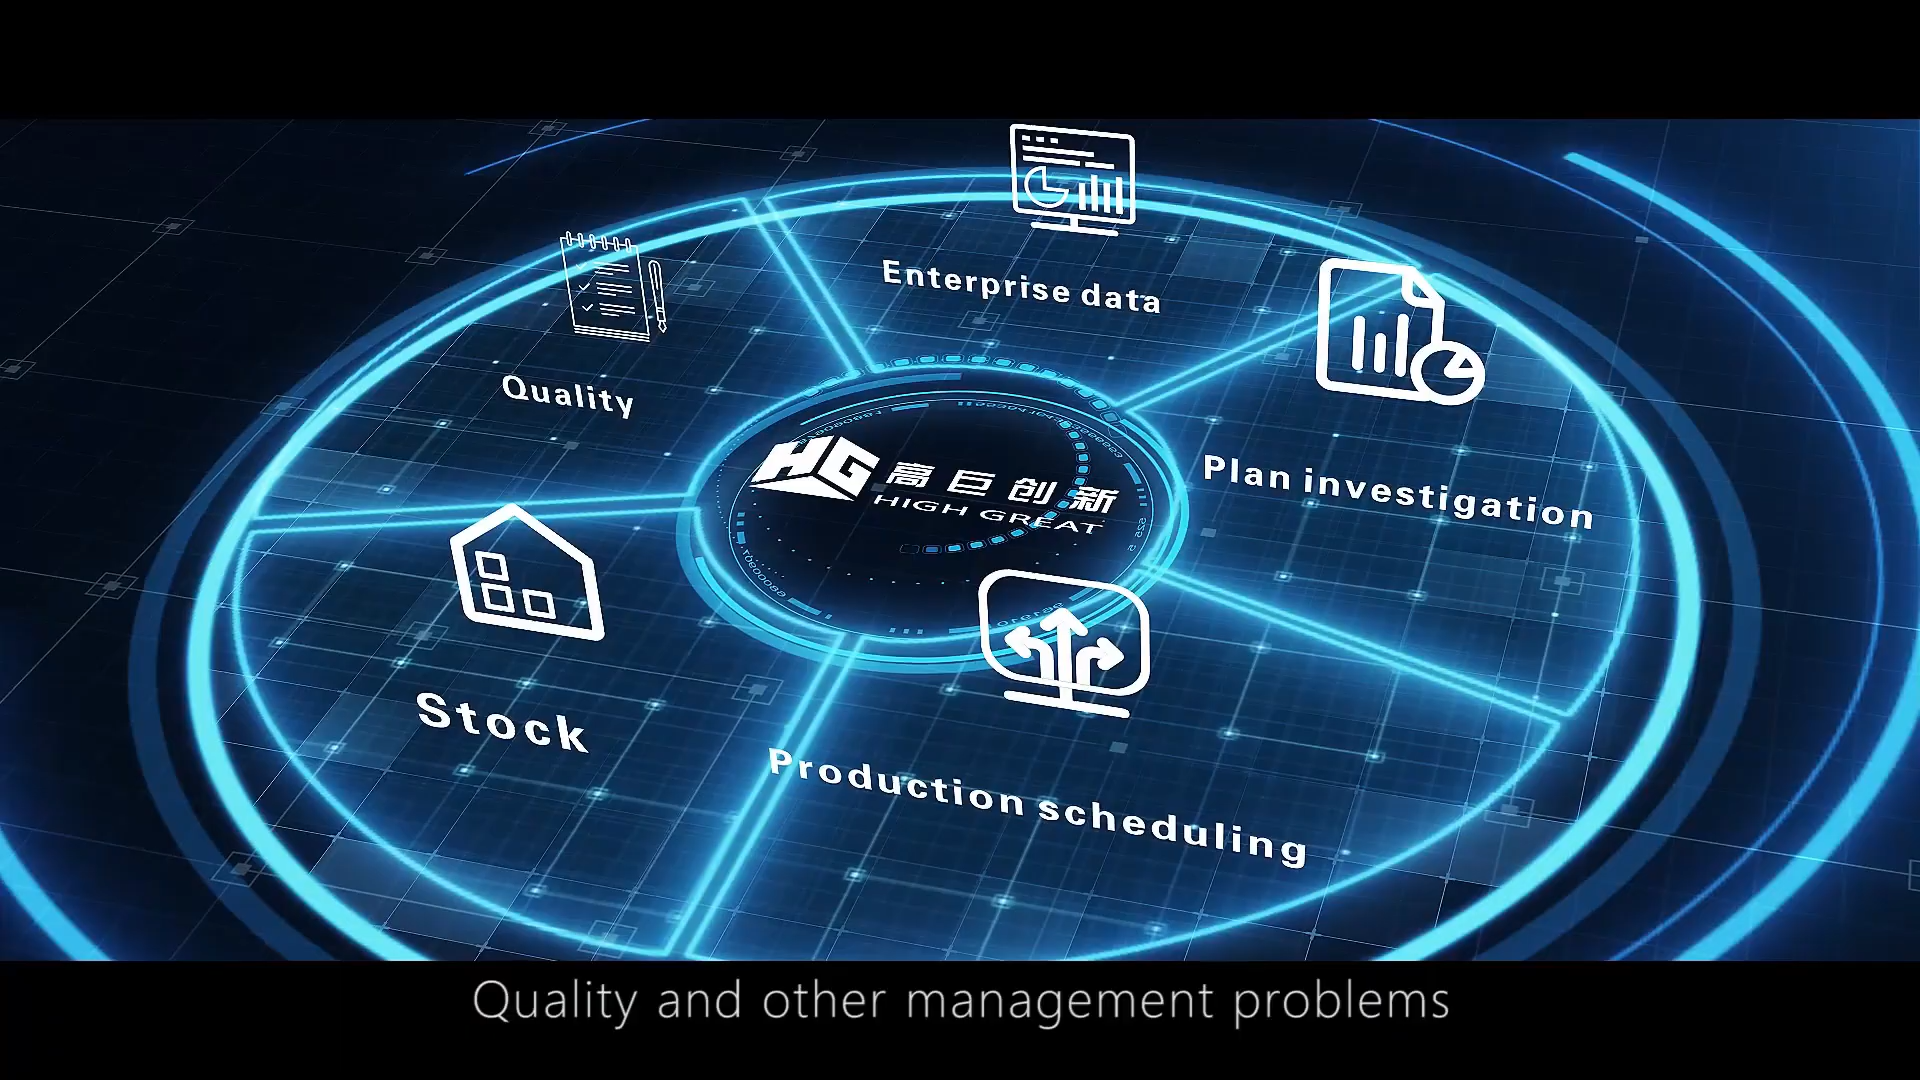 Enterprise data
Quality
Plan investigation
HG 高巨创新
HIGH GREAT
Stock
Production scheduling
Quality and other management problems